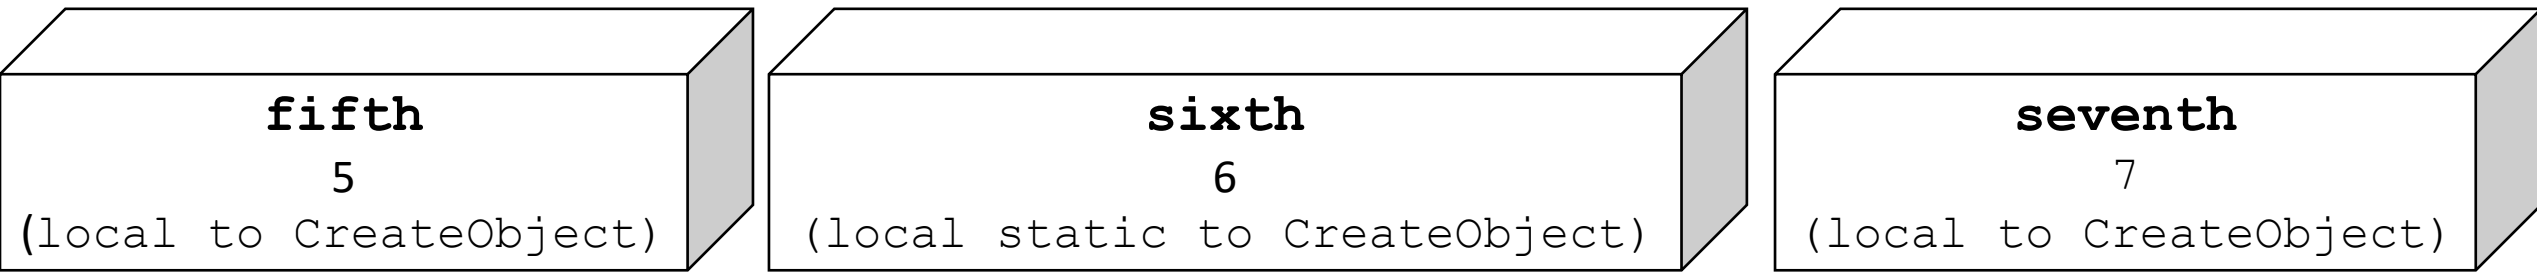 fifth
5
(local to CreateObject)
sixth
6
(local static to CreateObject)
seventh
7
(local to CreateObject)